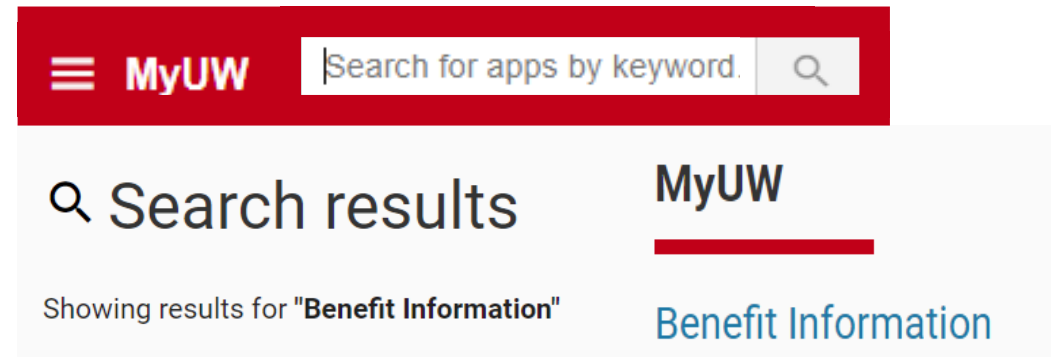 MyUW
Search for apps by keyword.
Search results
Showing results for "Benefit Information"
MyUW
Benefit Information